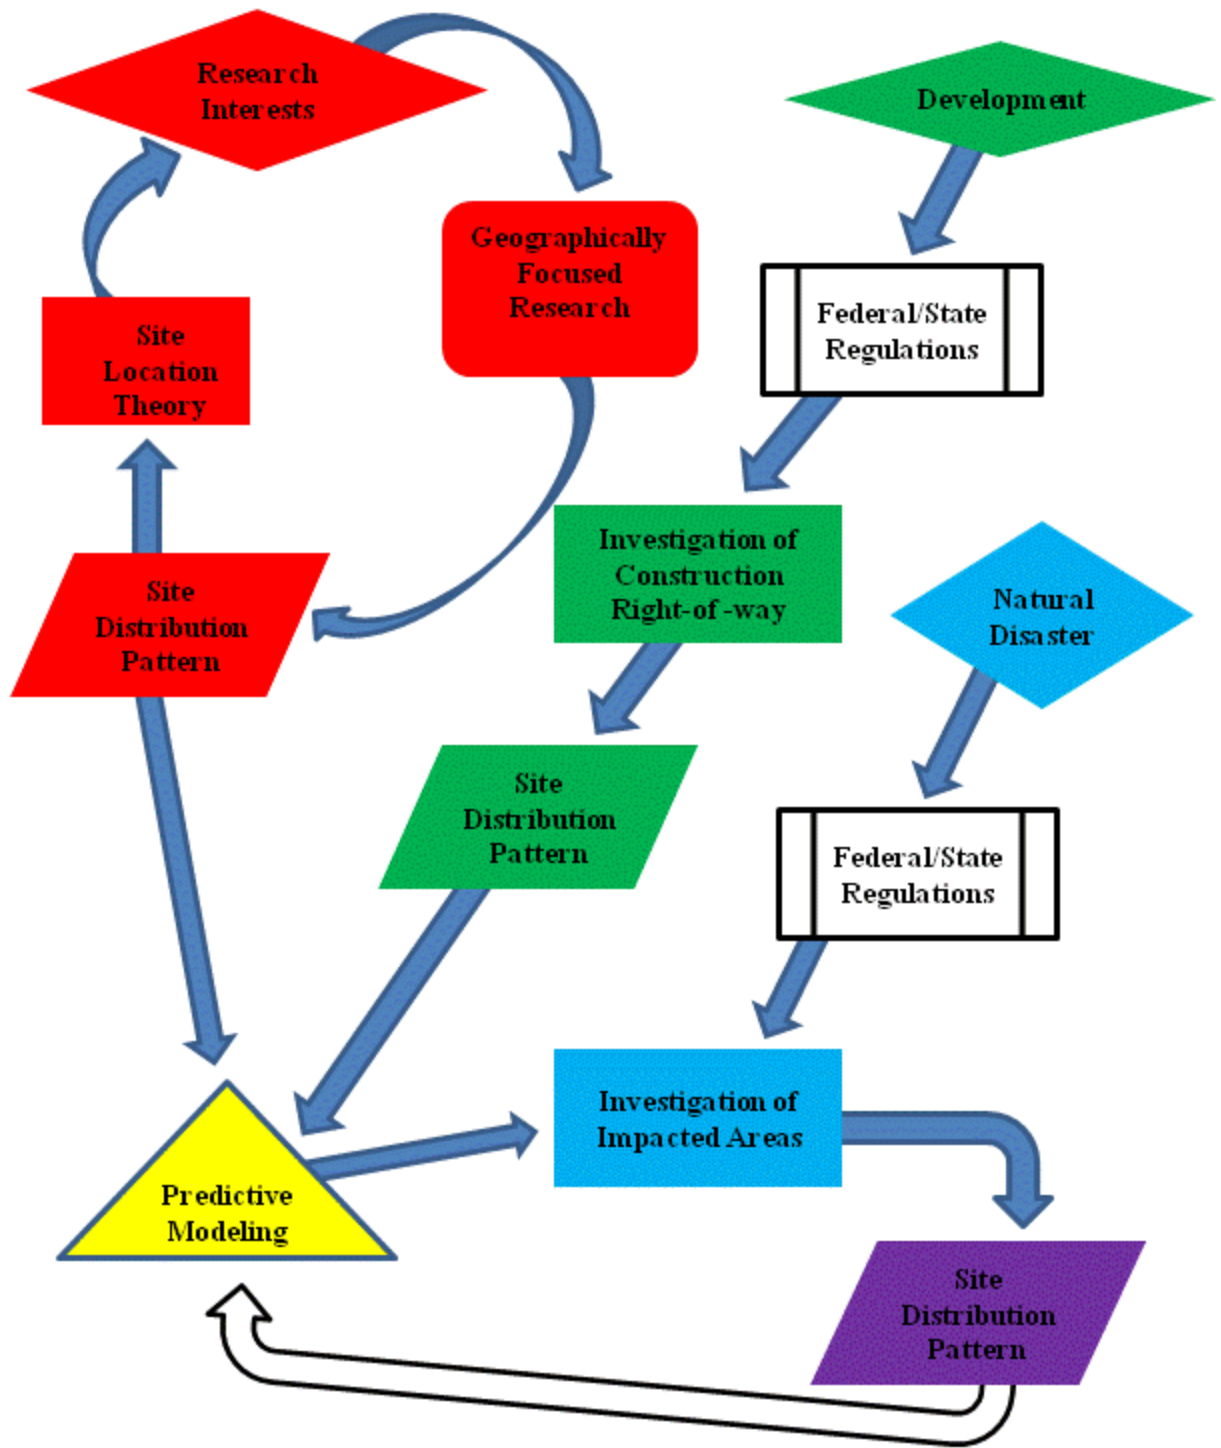 Research
Interests
Development
Geographically
Focused
Research
Federal/State
Regulations
Site
Location
Theory
Investigation of
Construction
Right-of -way
Natural
Disaster
Site
Distribution
Pattern
Site
Distribution
Pattern
Federal/State
Regulations
Investigation of
Impacted Areas
Predictive
Modeling
Site
Distribution
Pattern